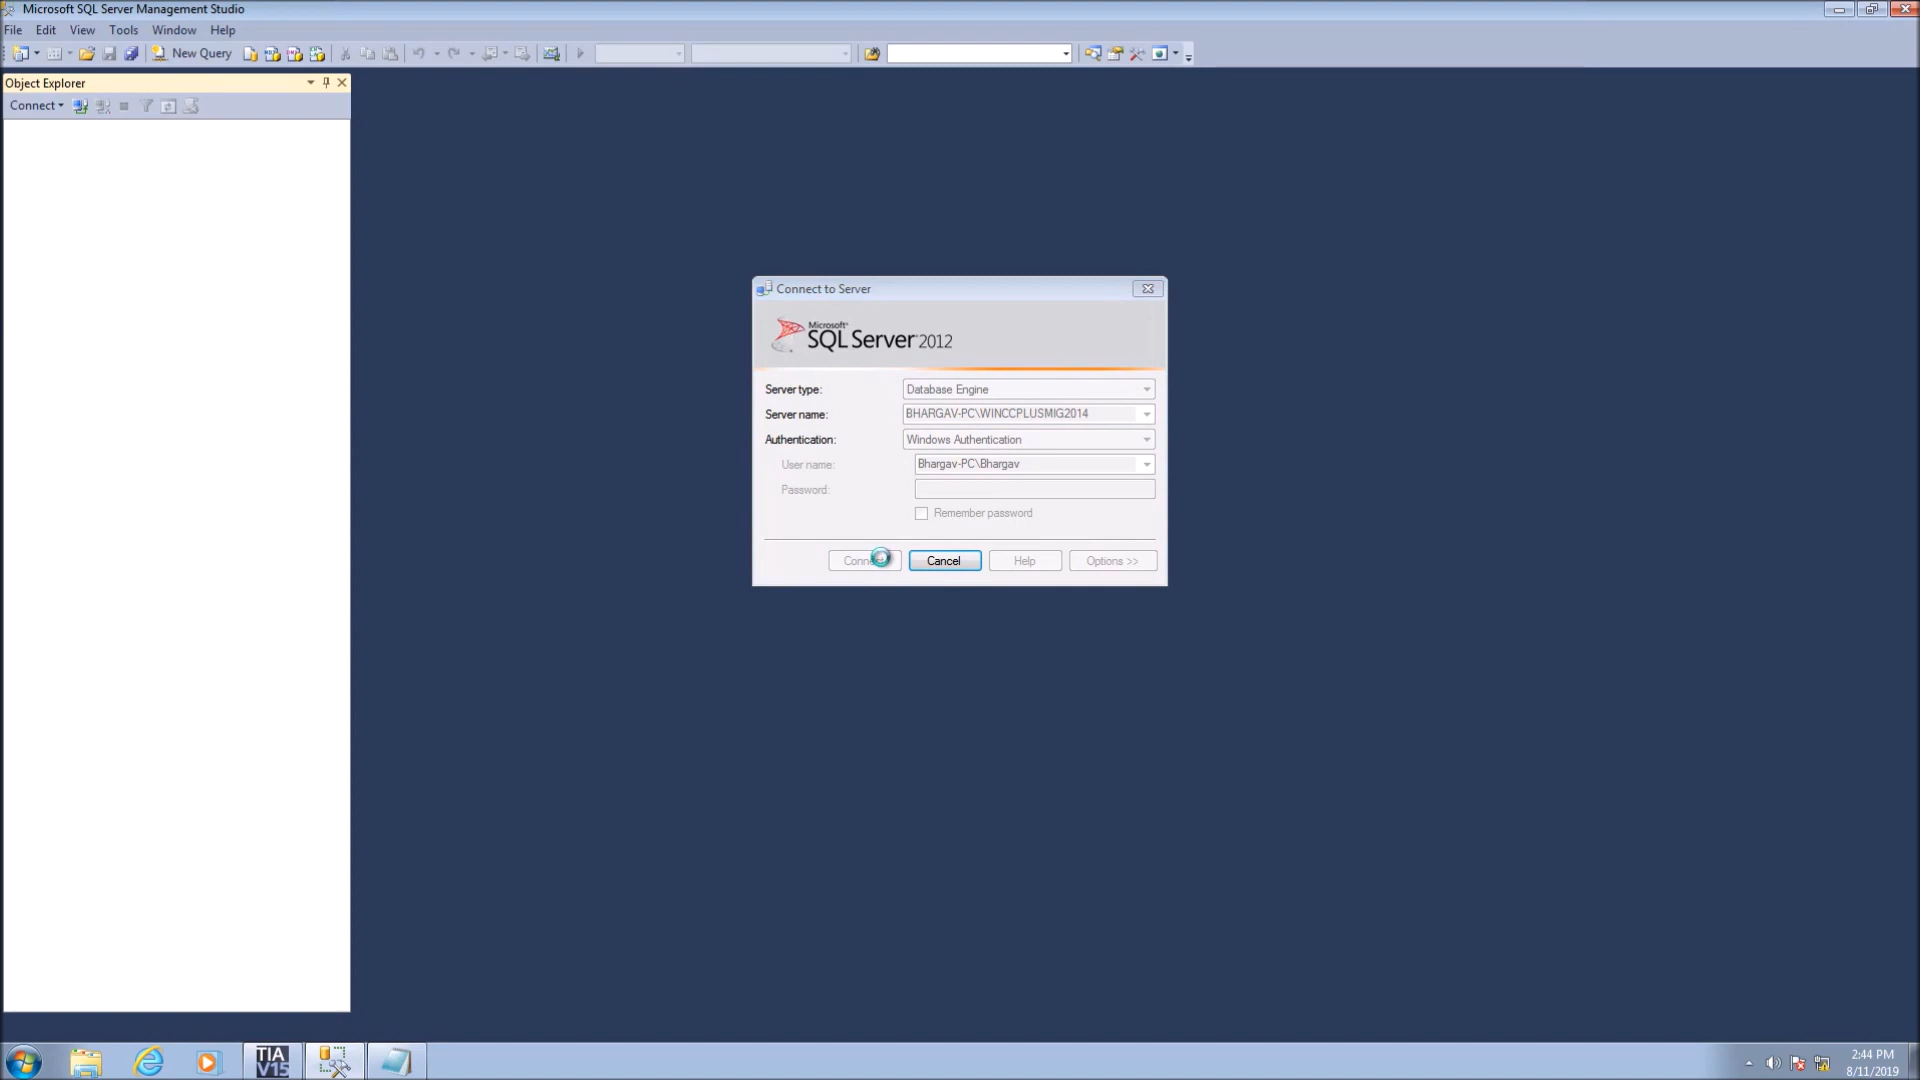 Microsoft SQL Server Management Studio
File Edit View Tools Window Help
New Query
Object Explorer
Connect
Connect to Server
Microsoft
SQL Server 2012
Server type: Database Engine
Server name: BHARGAV-PC\WINCCPLUSMIG2014
Authentication: Windows Authentication
User name: Bhargav-PC\Bhargav
Password:
Remember password
Cancel Help Options >>
TIA
V15
2:44 PM
8/11/2019